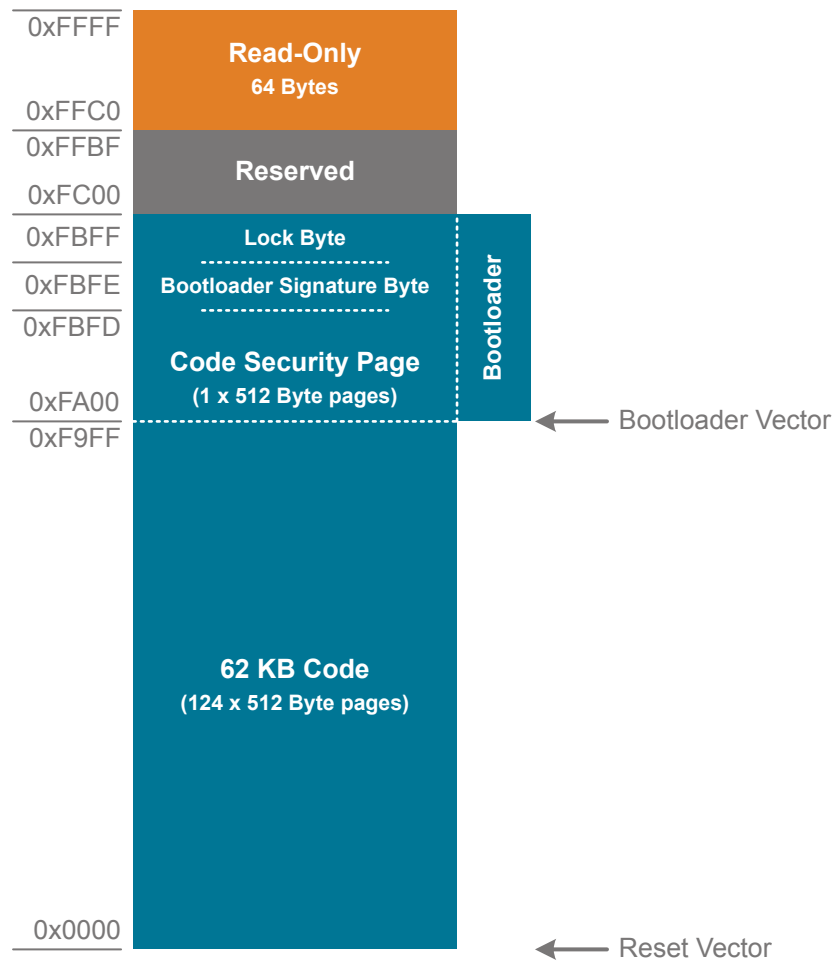 0xFFFF
Read-Only
64 Bytes
0xFFC0
0xFFBF
Reserved
0xFC00
0xFBFF
Lock Byte
0xFBFE
Bootloader Signature Byte
0xFBFD
Code Security Page
(1 x 512 Byte pages)
Bootloader
0xFA00
Bootloader Vector
0xF9FF
62 KB Code
(124 x 512 Byte pages)
0x0000
Reset Vector